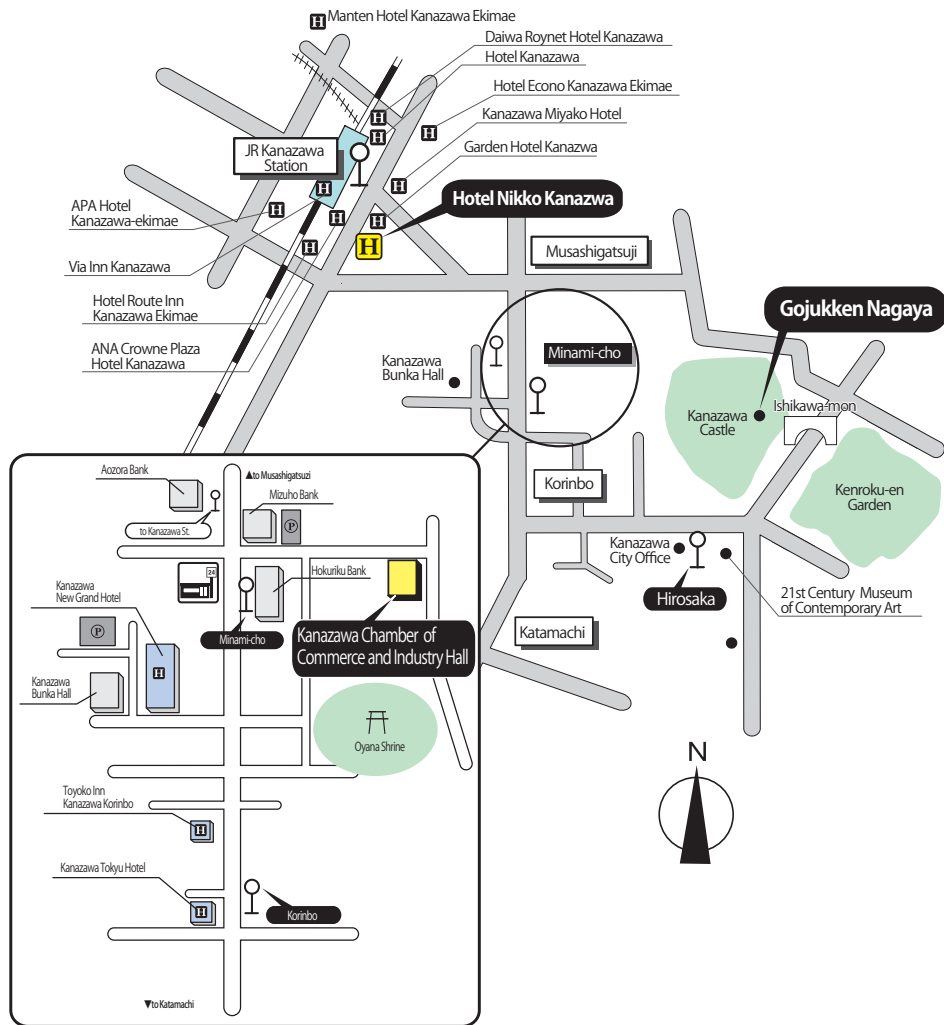 Manten Hotel Kanazawa Ekimae
Daiwa Roynet Hotel Kanazawa
Hotel Kanazawa
Hotel Econo Kanazawa Ekimae
Kanazawa Miyako Hotel
Garden Hotel Kanazwa
JR Kanazawa
Station
Hotel Nikko Kanazwa
APA Hotel
Kanazawa-ekimae
Via Inn Kanazawa
Hotel Route Inn
Kanazawa Ekimae
ANA Crowne Plaza
Hotel Kanazawa
H
H
H
H
H
H
H
H
H
H
H
Musashigatsuji
Gojukken Nagaya
Minami-cho
Kanazawa
Bunka Hall
Kanazawa
Castle
Ishikawa-mon
Kenroku-en
Garden
Korinbo
Kanazawa
City Office
Hirosaka
21st Century Museum
of Contemporary Art
Katamachi
N
Aozora Bank
▲to Musashigatsuzi
Mizuho Bank
P
to Kanazawa St.
24
Hokuriku Bank
Kanazawa
New Grand Hotel
Minami-cho
Kanazawa Chamber of
Commerce and Industry Hall
P
H
Kanazawa
Bunka Hall
Oyana Shrine
Toyoko Inn
Kanazawa Korinbo
H
Kanazawa Tokyu Hotel
H
Korinbo
▼to Katamachi